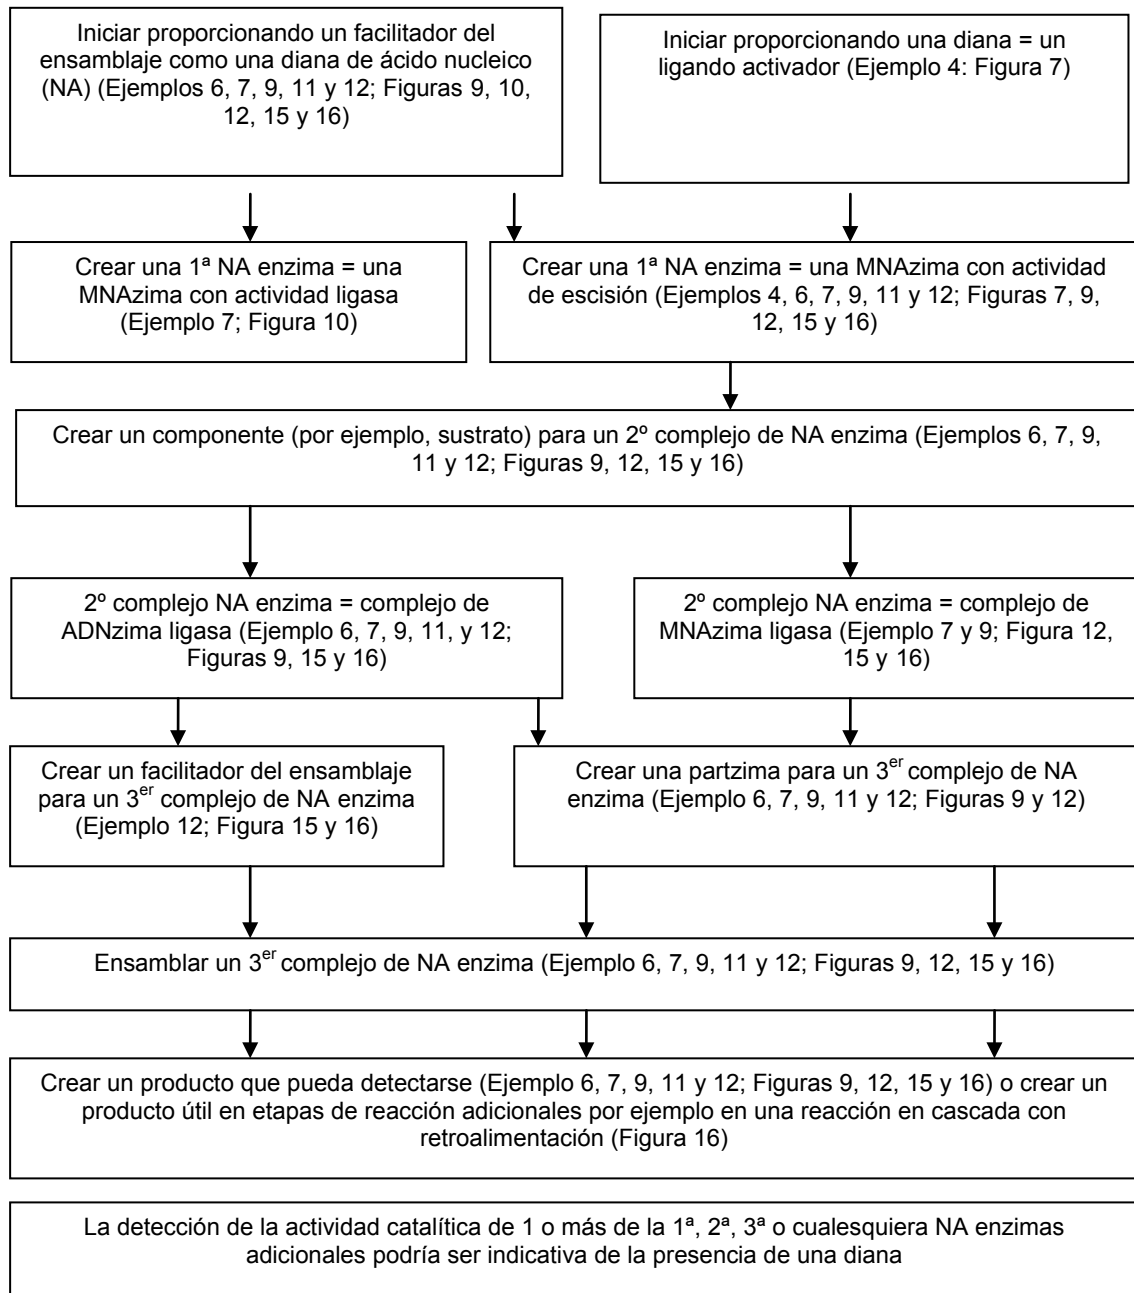 Iniciar proporcionando un facilitador del
ensamblaje como una diana de ácido nucleico
(NA) (Ejemplos 6, 7, 9, 11 y 12; Figuras 9, 10,
12, 15 y 16)
Iniciar proporcionando una diana = un
ligando activador (Ejemplo 4: Figura 7)
Crear una 1ª NA enzima = una
MNAzima con actividad ligasa
(Ejemplo 7; Figura 10)
Crear una 1ª NA enzima = una MNAzima con actividad
de escisión (Ejemplos 4, 6, 7, 9, 11 y 12; Figuras 7, 9,
12, 15 y 16)
Crear un componente (por ejemplo, sustrato) para un 2º complejo de NA enzima (Ejemplos 6, 7, 9,
11 y 12; Figuras 9, 12, 15 y 16)
2º complejo NA enzima = complejo de
ADNzima ligasa (Ejemplo 6, 7, 9, 11, y 12;
Figuras 9, 15 y 16)
2º complejo NA enzima = complejo de
MNAzima ligasa (Ejemplo 7 y 9; Figura 12,
15 y 16)
Crear un facilitador del ensamblaje
para un 3er complejo de NA enzima
(Ejemplo 12; Figura 15 y 16)
Crear una partzima para un 3er complejo de NA
enzima (Ejemplo 6, 7, 9, 11 y 12; Figuras 9 y 12)
Ensamblar un 3er complejo de NA enzima (Ejemplo 6, 7, 9, 11 y 12; Figuras 9, 12, 15 y 16)
Crear un producto que pueda detectarse (Ejemplo 6, 7, 9, 11 y 12; Figuras 9, 12, 15 y 16) o crear un
producto útil en etapas de reacción adicionales por ejemplo en una reacción en cascada con
retroalimentación (Figura 16)
La detección de la actividad catalítica de 1 o más de la 1ª, 2ª, 3ª o cualesquiera NA enzimas
adicionales podría ser indicativa de la presencia de una diana